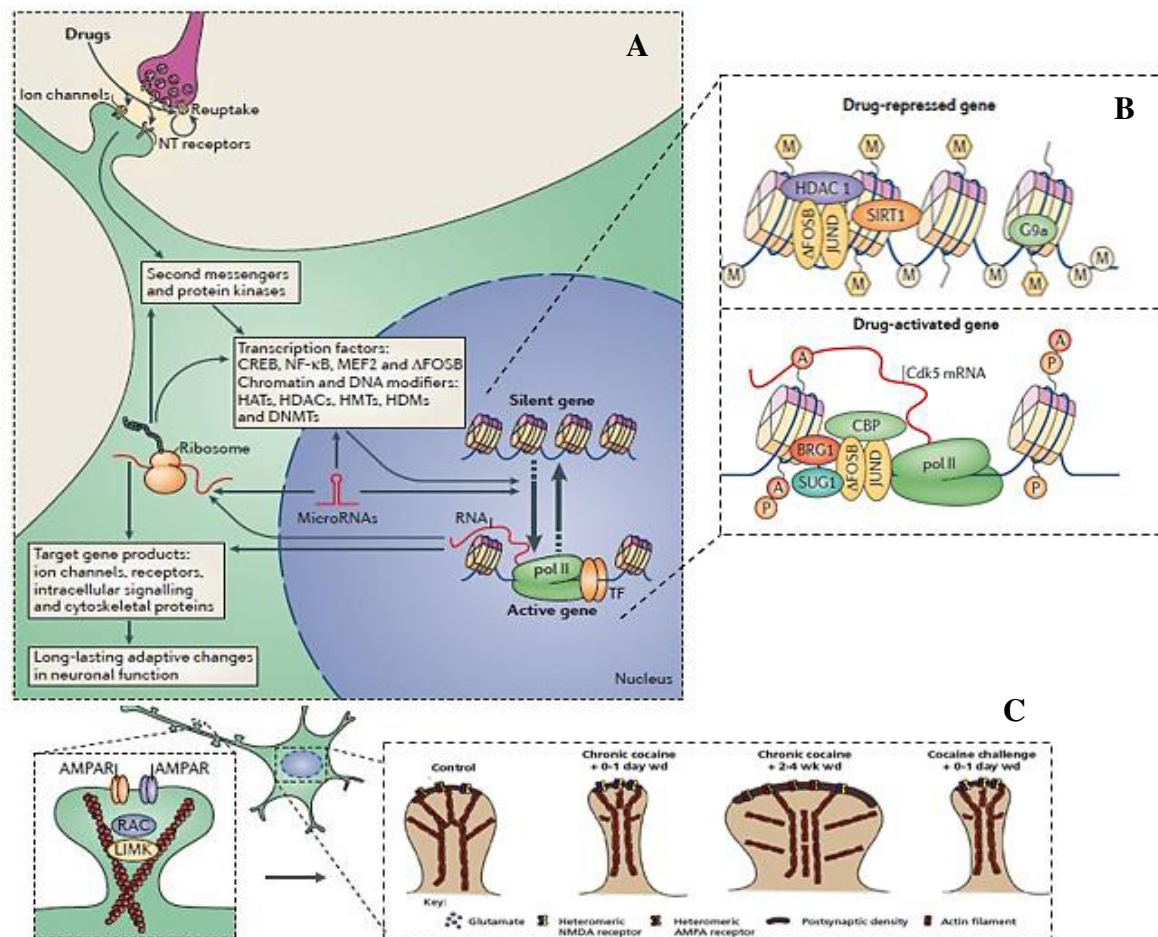 A
Drugs
Ion channels
Reuptake
NT receptors
Second messengers
and protein kinases
Transcription factors:
CREB, NF-κB, MEF2 and ΔFOSB
Chromatin and DNA modifiers:
HATs, HDACs, HMTs, HDMs
and DNMTs
Silent gene
Ribosome
MicroRNAs
RNA
pol II
TF
Active gene
Target gene products:
ion channels, receptors,
intracellular signalling
and cytoskeletal proteins
Long-lasting adaptive changes
in neuronal function
Nucleus
B
Drug-repressed gene
M M M
HDAC 1
SIRT1
ΔFOSB JUND
G9a
M M M M M
M M M
Drug-activated gene
A
P
A
Cdk5 mRNA
CBP
BRG1
ΔFOSB JUND
pol II
SUG1
A
P
P
C
AMPAR AMPAR
RAC
LIMK
Control
Chronic cocaine
+ 0-1 day wd
Chronic cocaine
+ 2-4 wk wd
Cocaine challenge
+ 0-1 day wd
Key:
Glutamate
Heteromeric
NMDA receptor
Heteromeric
AMPA receptor
Postsynaptic density
Actin filament